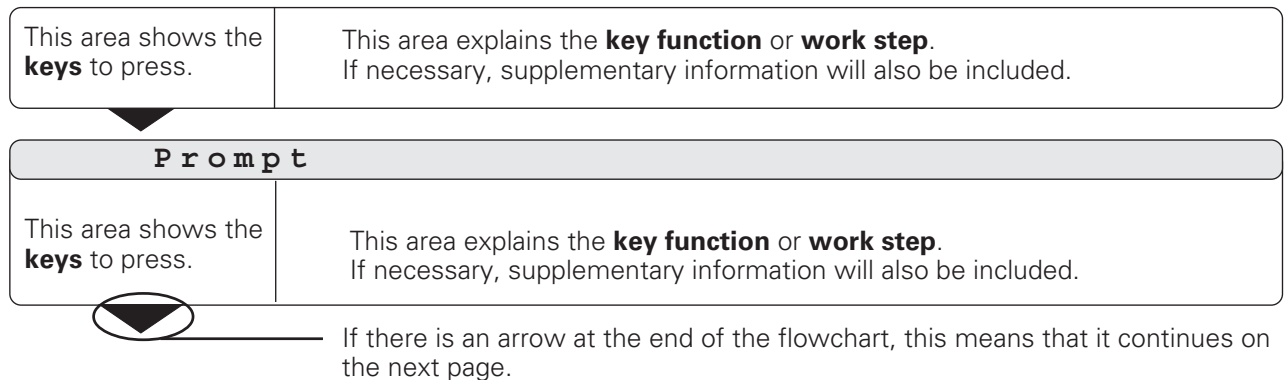 This area shows the
keys to press.
This area explains the key function or work step.
If necessary, supplementary information will also be included.
Prompt
This area shows the
keys to press.
This area explains the key function or work step.
If necessary, supplementary information will also be included.
If there is an arrow at the end of the flowchart, this means that it continues on
the next page.